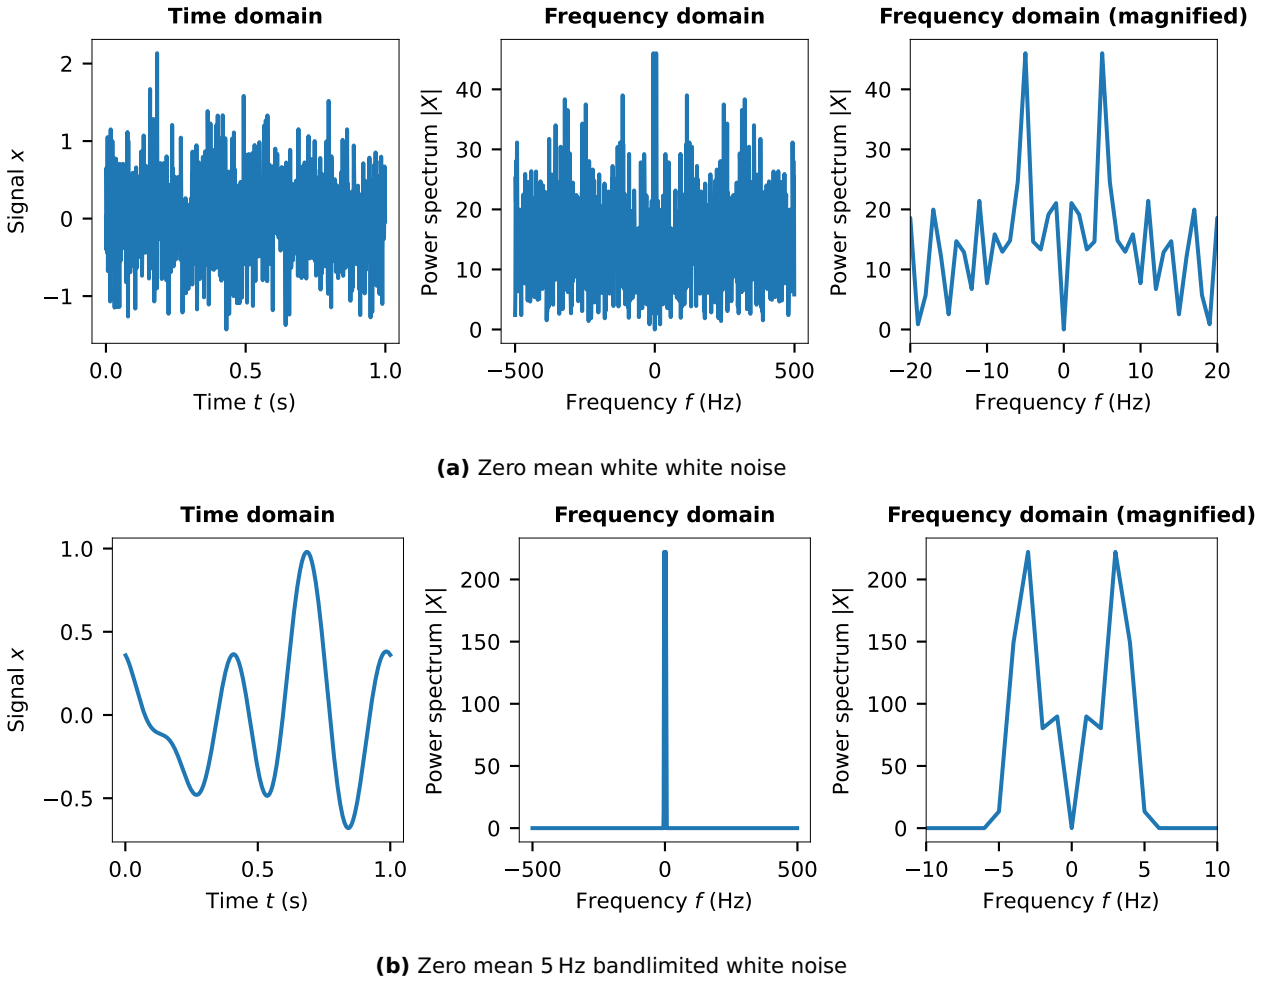 Time domain
Frequency domain
Frequency domain (magnified)
Signal x
2
1
0
−1
0.0
0.5
1.0
Time t (s)
Power spectrum |X|
40
30
20
10
0
−500
0
500
Frequency f (Hz)
Power spectrum |X|
40
30
20
10
0
−20
−10
0
10
20
Frequency f (Hz)
(a) Zero mean white white noise
Time domain
Frequency domain
Frequency domain (magnified)
Signal x
1.0
0.5
0.0
−0.5
0.0
0.5
1.0
Time t (s)
Power spectrum |X|
200
150
100
50
0
−500
0
500
Frequency f (Hz)
Power spectrum |X|
200
150
100
50
0
−10
−5
0
5
10
Frequency f (Hz)
(b) Zero mean 5 Hz bandlimited white noise